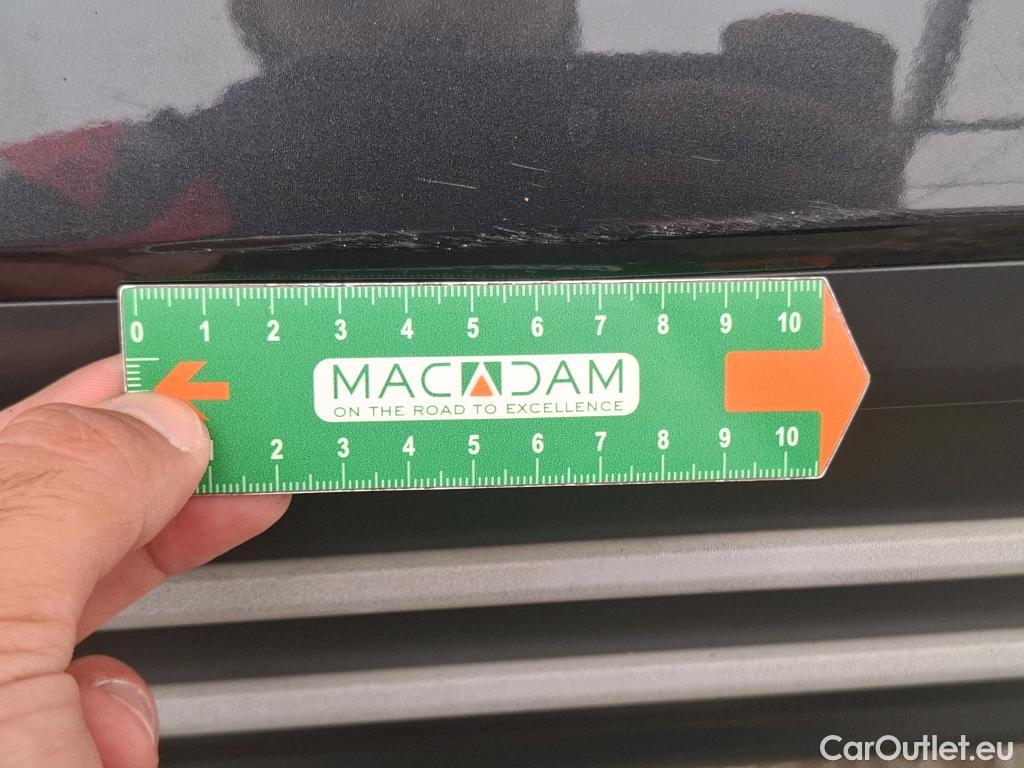 0 1 2 3 4 5 6 7 8 9 10
MACADAM
ON THE ROAD TO EXCELLENCE
1 2 3 4 5 6 7 8 9 10
CarOutlet.eu